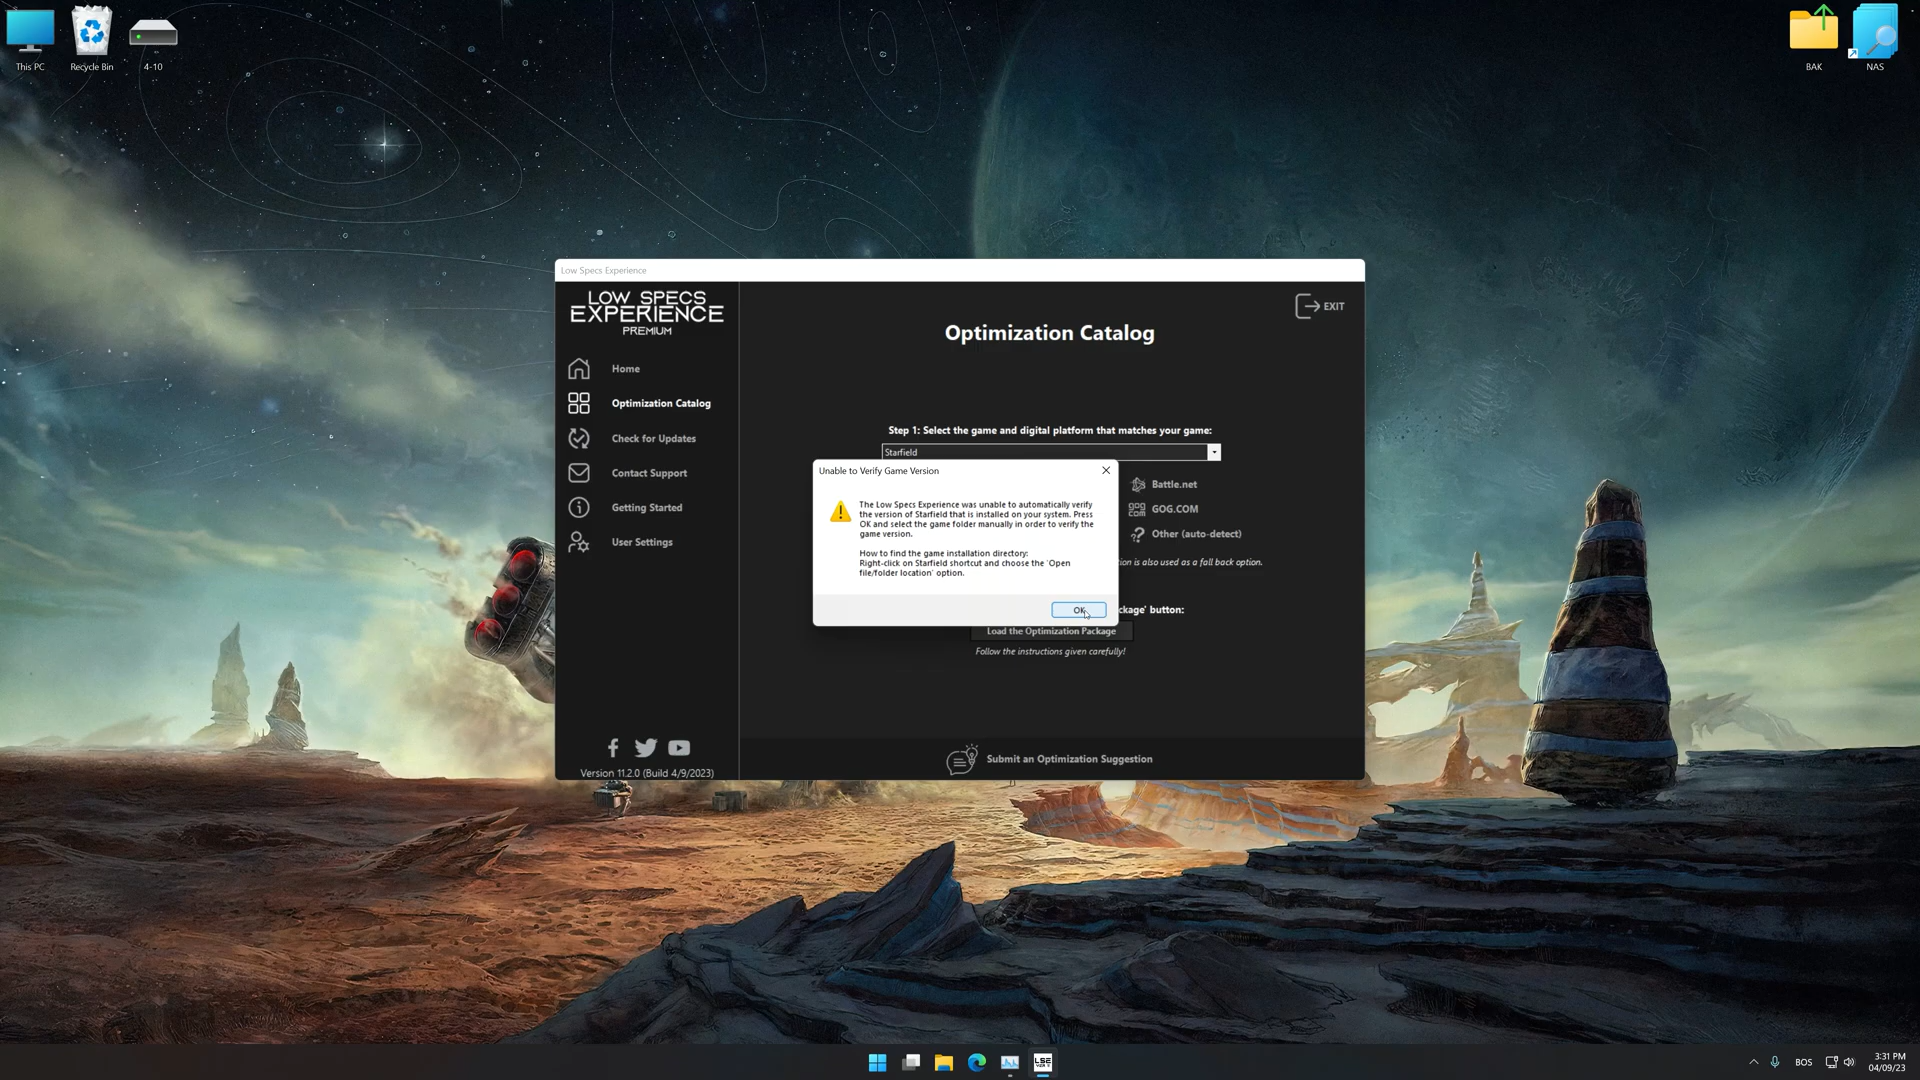 This PC
Recycle Bin
4-10
BAK
NAS
Low Specs Experience
LOW SPECS
EXPERIENCE
PREMIUM
EXIT
Optimization Catalog
Home
Optimization Catalog
Check for Updates
Contact Support
Getting Started
User Settings
Step 1: Select the game and digital platform that matches your game:
Starfield
Unable to Verify Game Version
The Low Specs Experience was unable to automatically verify
the version of Starfield that is installed on your system. Press
OK and select the game folder manually in order to verify the
game version.
How to find the game installation directory:
Right-click on Starfield shortcut and choose the 'Open
file/folder location' option.
OK
Battle.net
GOG.COM
Other (auto-detect)
is also used as a fall back option.
button:
Load the Optimization Package
Follow the instructions given carefully!
Submit an Optimization Suggestion
Version 11.2.0 (Build 4/9/2023)
LSE
BOS
3:31 PM
04/09/23